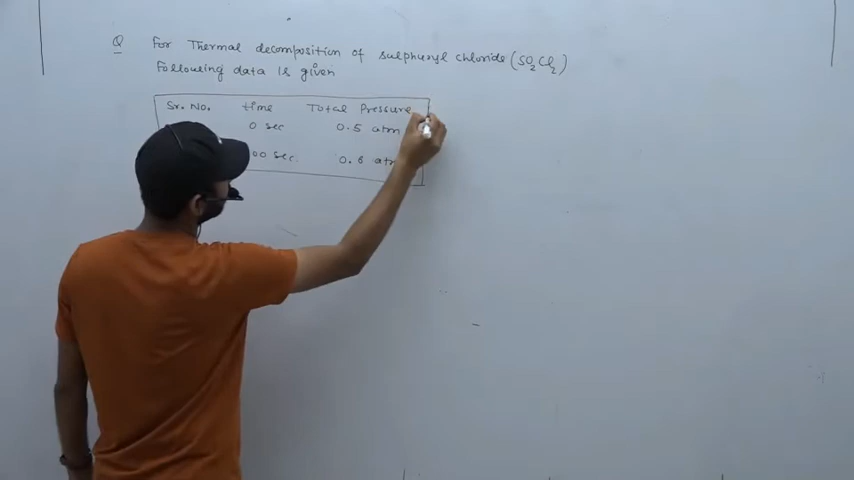 Q For Thermal decomposition of sulphuryl chloride (SO2Cl2)
Following data is given
Sr. No. time Total Pressure
0 sec 0.5 atm
00 sec. 0.6 atm